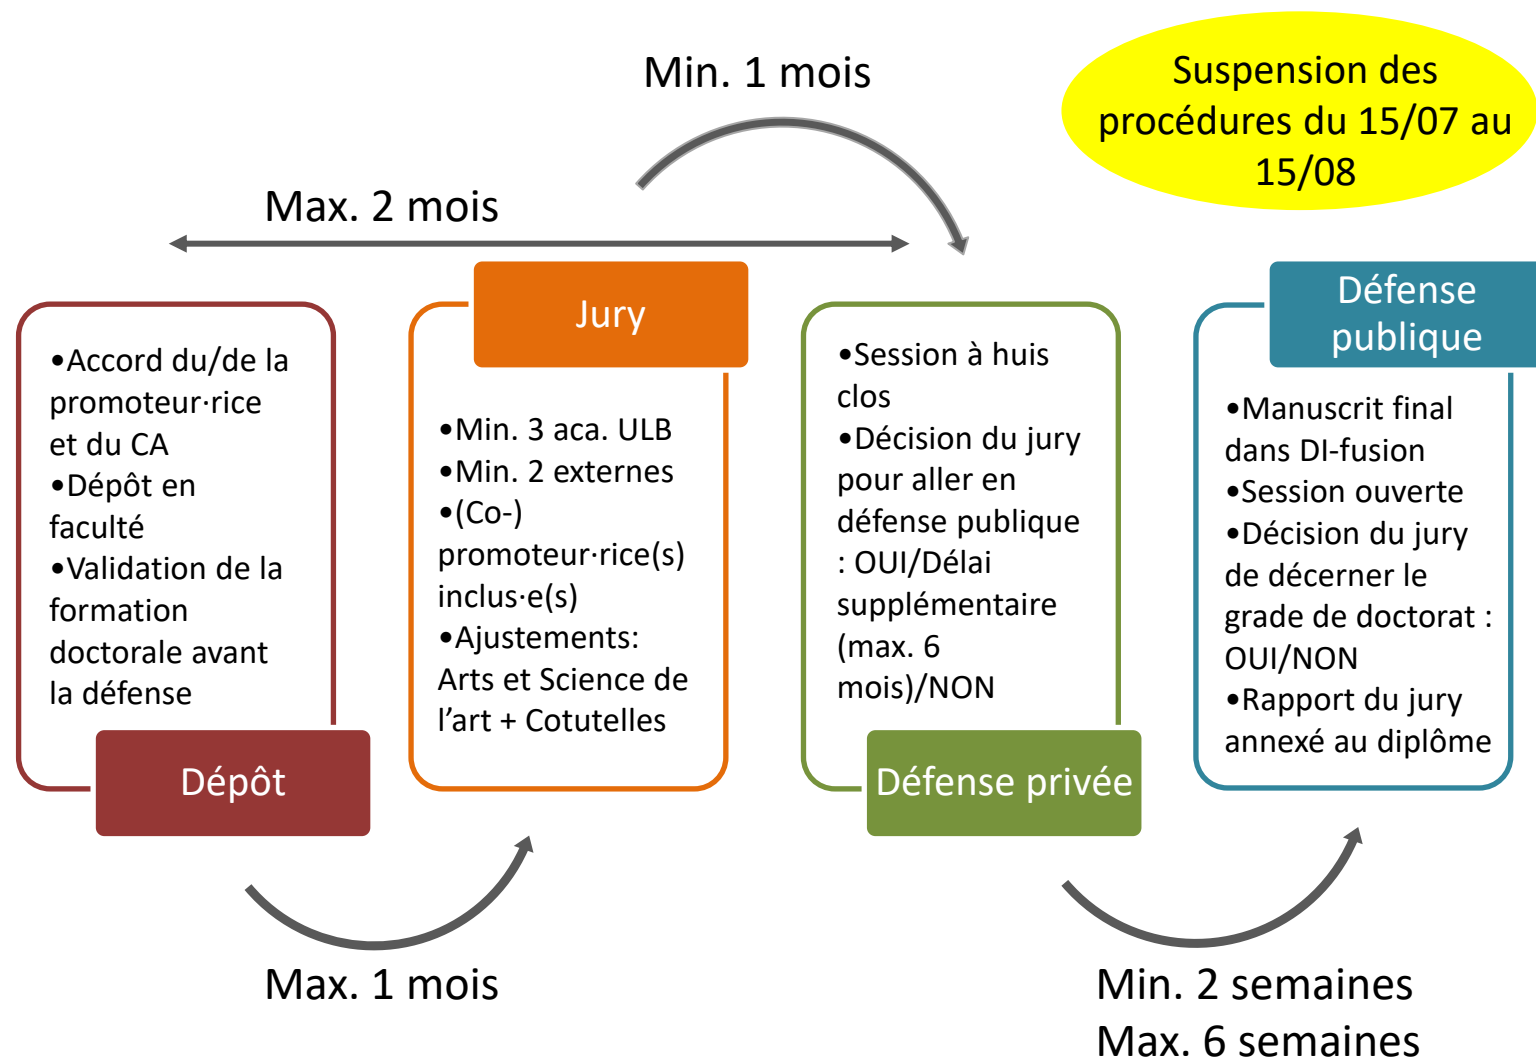 Min. 1 mois
Suspension des
procédures du 15/07 au
15/08
Max. 2 mois
•Accord du/de la
promoteur·rice
et du CA
•Dépôt en
faculté
•Validation de la
formation
doctorale avant
la défense
Dépôt
Jury
•Min. 3 aca. ULB
•Min. 2 externes
•(Co-)
promoteur·rice(s)
inclus·e(s)
•Ajustements:
Arts et Science de
l’art + Cotutelles
•Session à huis
clos
•Décision du jury
pour aller en
défense publique
: OUI/Délai
supplémentaire
(max. 6
mois)/NON
Défense privée
Défense
publique
•Manuscrit final
dans DI-fusion
•Session ouverte
•Décision du jury
de décerner le
grade de doctorat :
OUI/NON
•Rapport du jury
annexé au diplôme
Max. 1 mois
Min. 2 semaines
Max. 6 semaines